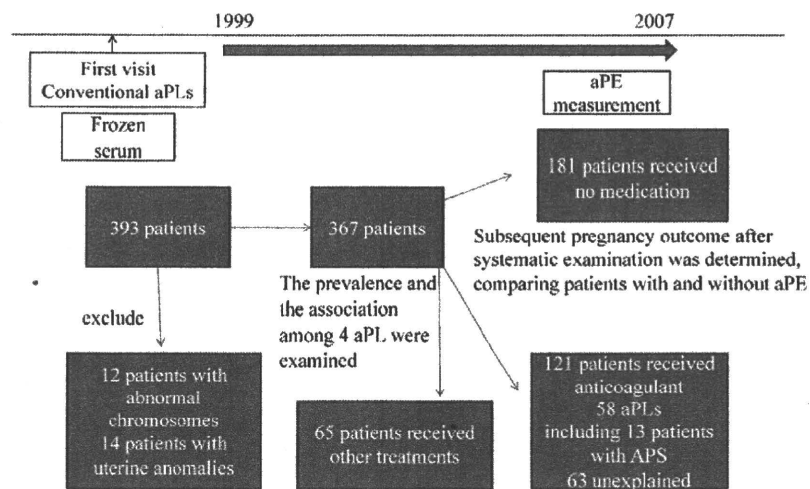 1999
2007
First visit
Conventional aPLs
Frozen
serum
aPE
measurement
181 patients received
no medication
393 patients
367 patients
Subsequent pregnancy outcome after
systematic examination was determined,
comparing patients with and without aPE
The prevalence and
the association
among 4 aPL were
examined
exclude
12 patients with
abnormal
chromosomes
14 patients with
uterine anomalies
65 patients received
other treatments
121 patients received
anticoagulant
58 aPLs
including 13 patients
with APS
63 unexplained